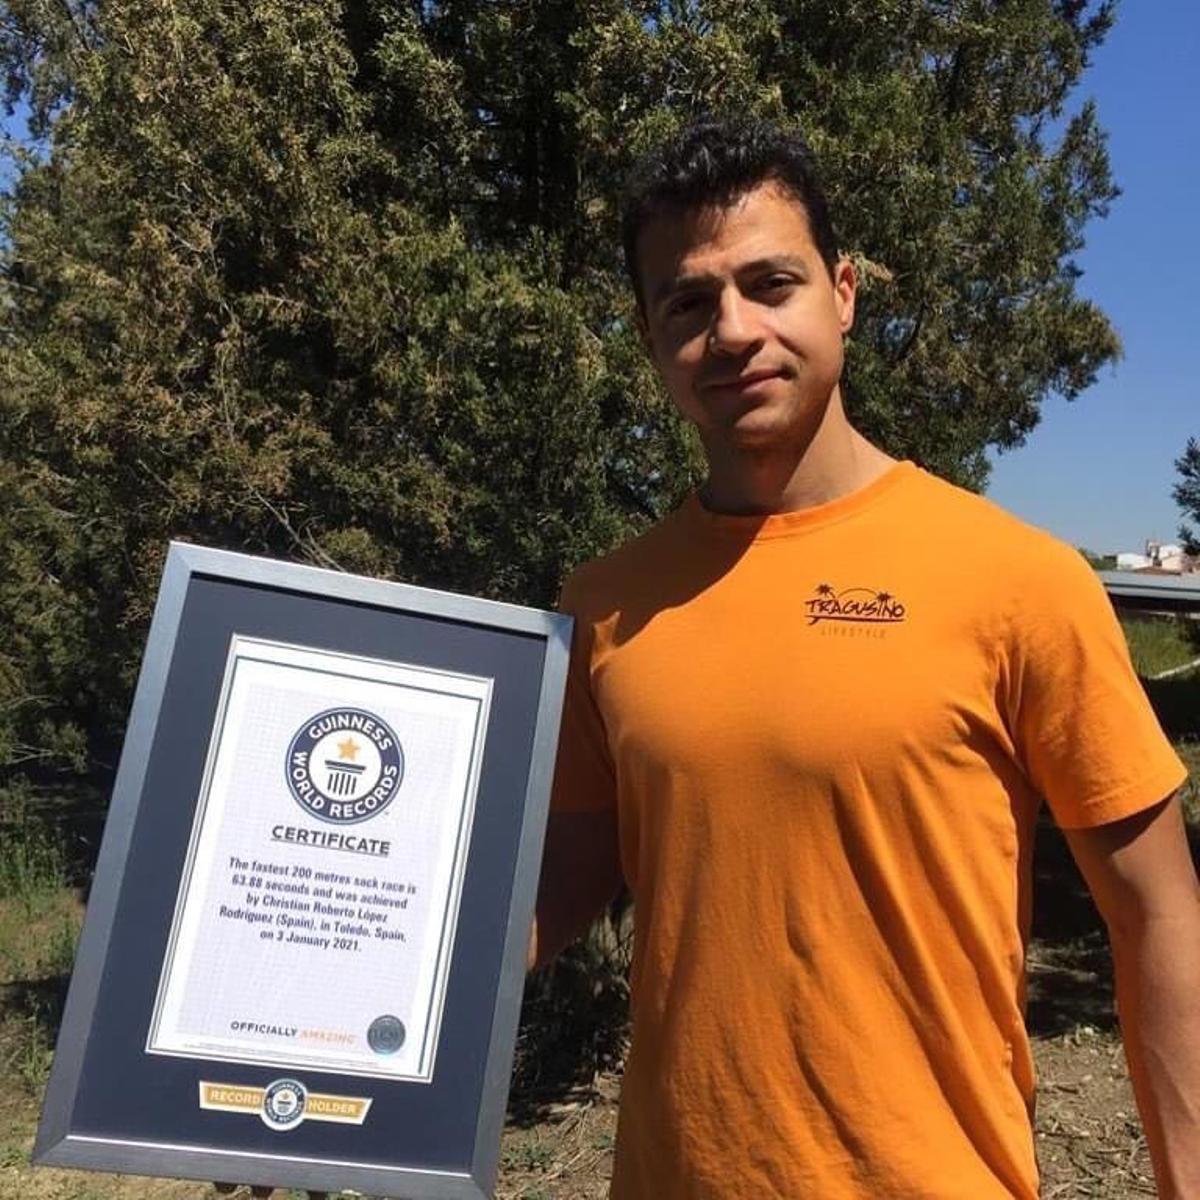 TRAGUSINO
LIFESTYLE
GUINNESS
WORLD RECORDS
CERTIFICATE
The fastest 200 metres sack race is
63.88 seconds and was achieved
by Christian Roberto López
Rodríguez (Spain), in Toledo, Spain,
on 3 January 2021.
OFFICIALLY AMAZING
RECORD HOLDER